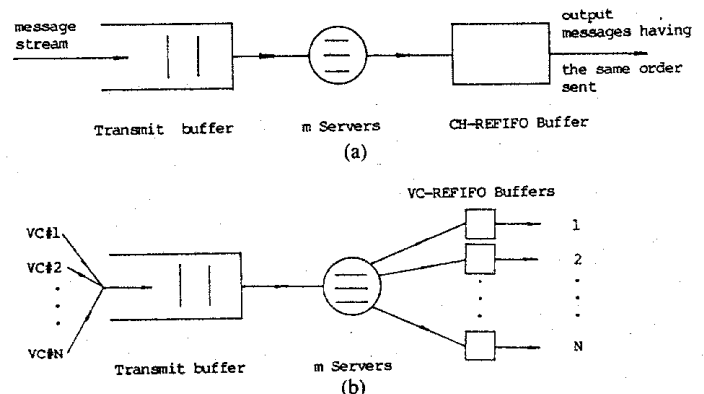 message
stream
output
messages having
the same order
sent
Transmit buffer
m Servers
CH-REFIFO Buffer
(a)
VC-REFIFO Buffers
VC#1
VC#2
VC#N
1
2
N
Transmit buffer
m Servers
(b)